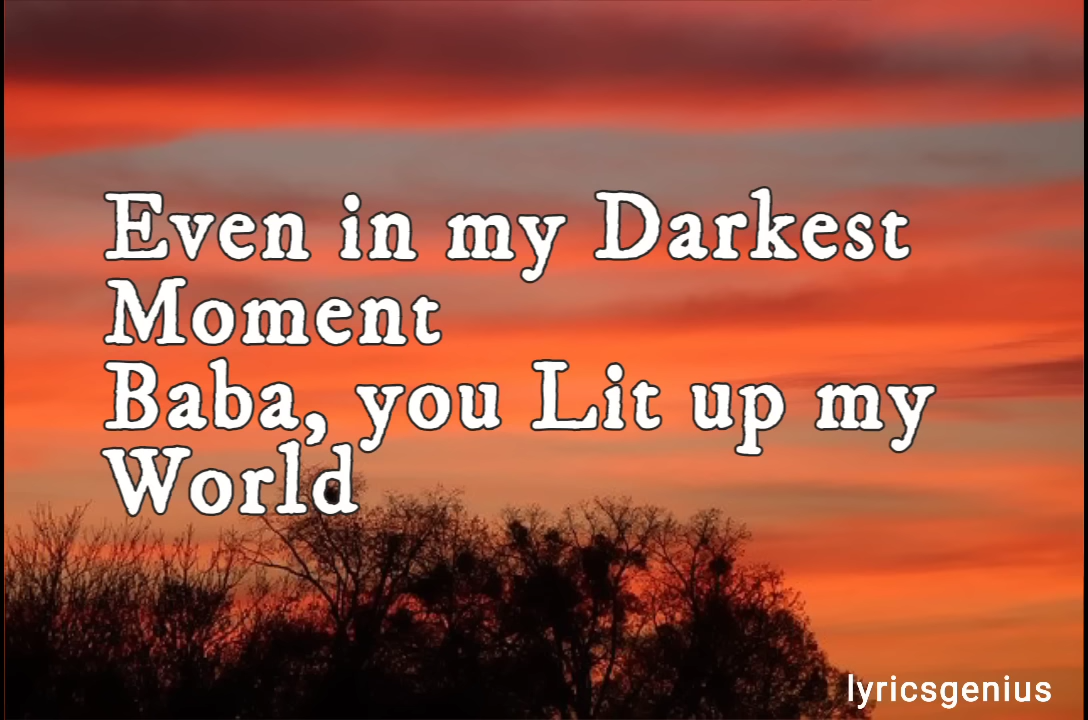 Even in my Darkest
Moment
Baba, you Lit up my
World
lyricsgenius